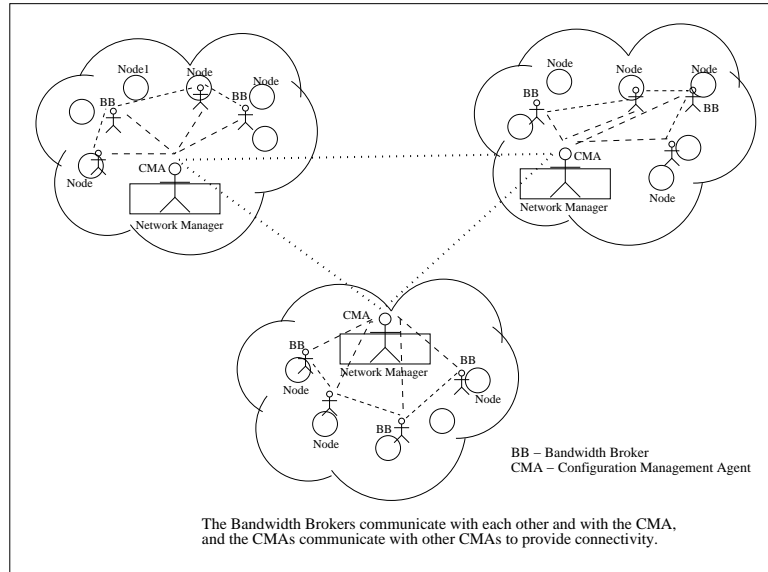 Node1
Node
Node
BB
BB
Node
CMA
Network Manager
Node
Node
BB
BB
CMA
Node
Network Manager
CMA
BB
Network Manager
BB
Node
Node
BB
Node
BB – Bandwidth Broker
CMA – Configuration Management Agent
The Bandwidth Brokers communicate with each other and with the CMA,
and the CMAs communicate with other CMAs to provide connectivity.